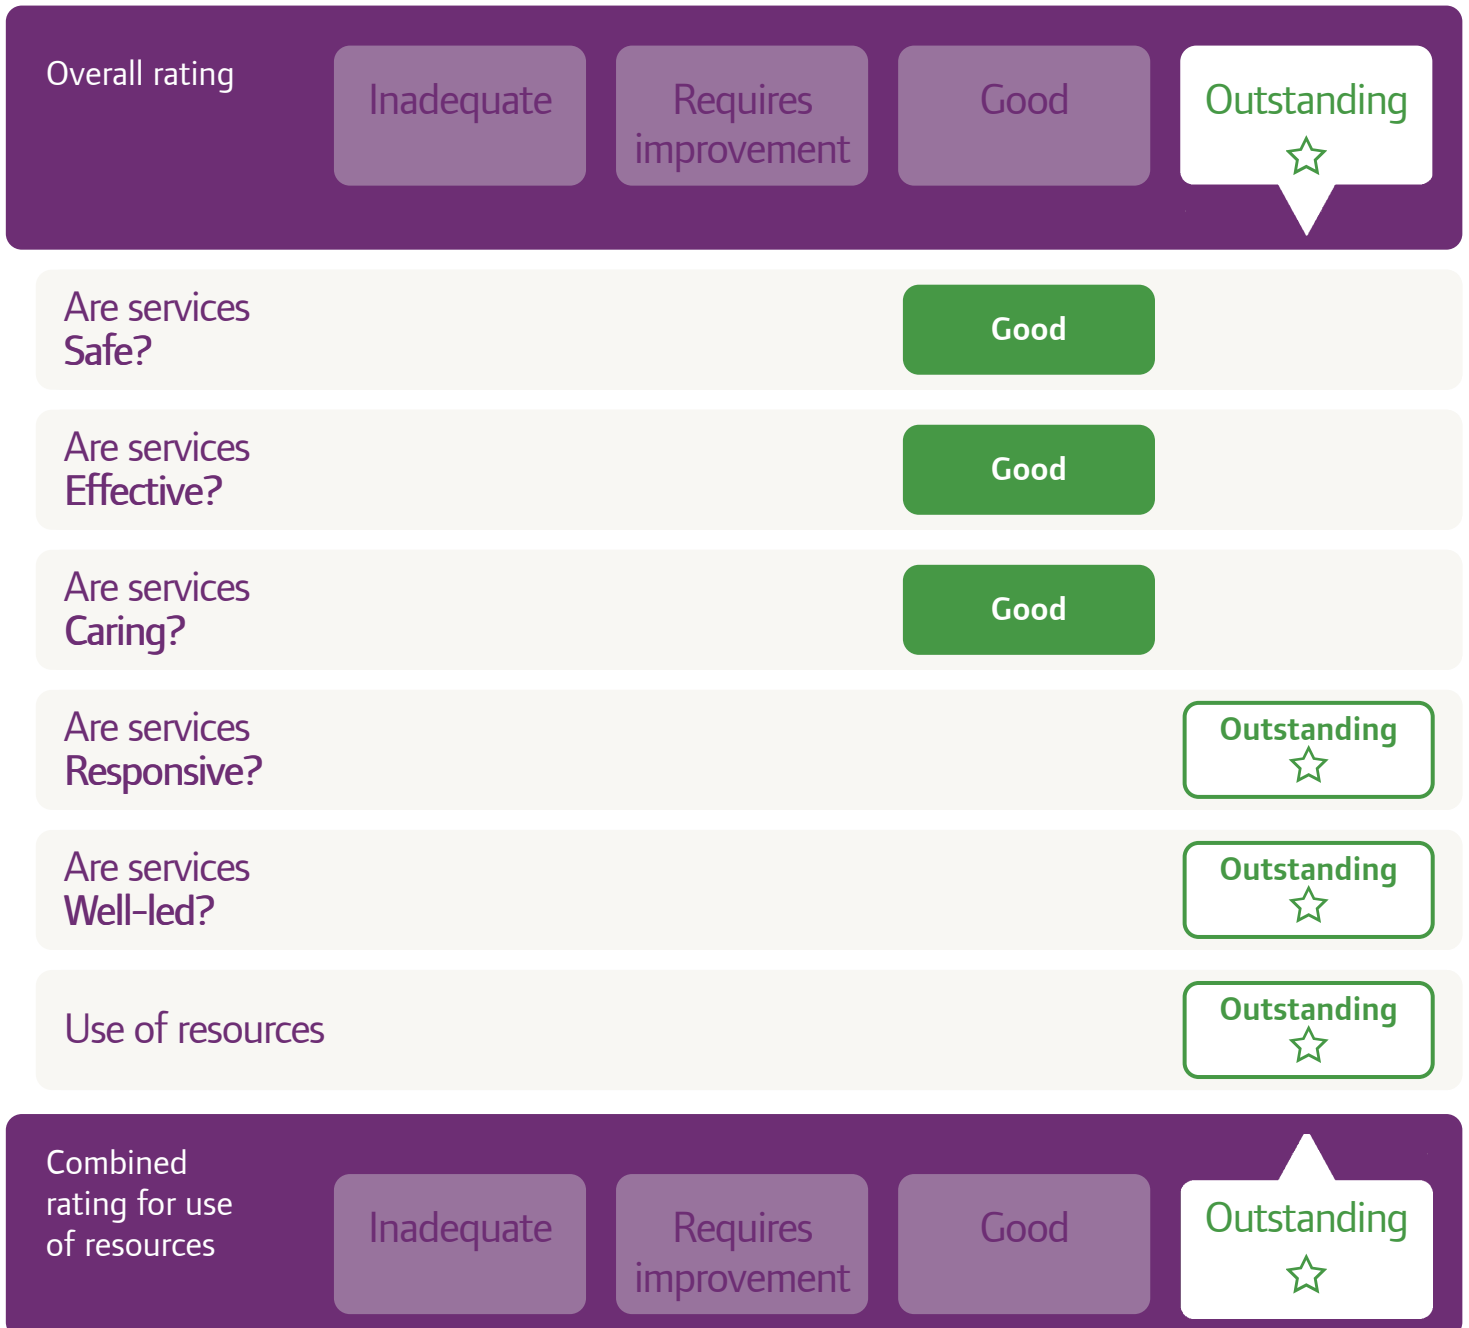 Overall rating
Inadequate
Requires
improvement
Good
Outstanding
Are services
Safe?
Good
Are services
Effective?
Good
Are services
Caring?
Good
Are services
Responsive?
Outstanding
Are services
Well-led?
Outstanding
Use of resources
Outstanding
Combined
rating for use
of resources
Inadequate
Requires
improvement
Good
Outstanding